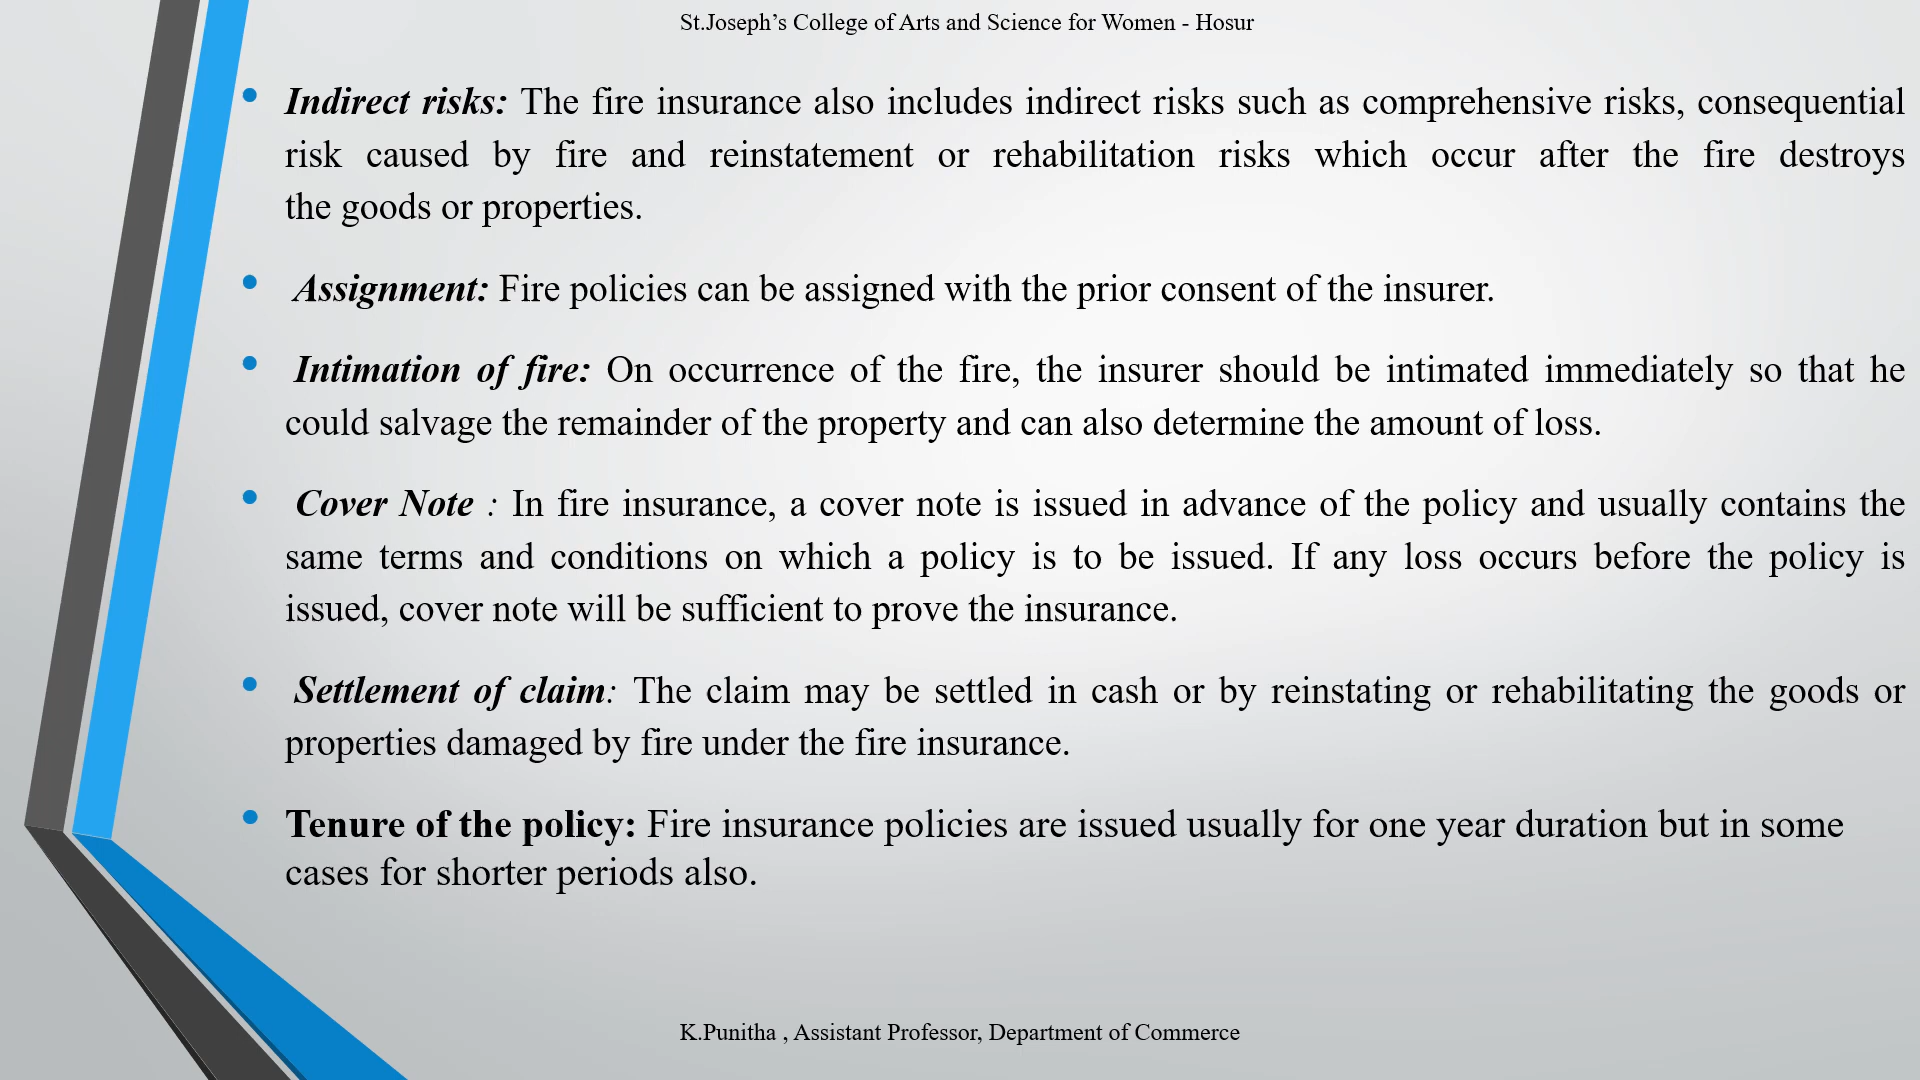 St.Joseph’s College of Arts and Science for Women - Hosur
• Indirect risks: The fire insurance also includes indirect risks such as comprehensive risks, consequential
risk caused by fire and reinstatement or rehabilitation risks which occur after the fire destroys
the goods or properties.
• Assignment: Fire policies can be assigned with the prior consent of the insurer.
• Intimation of fire: On occurrence of the fire, the insurer should be intimated immediately so that he
could salvage the remainder of the property and can also determine the amount of loss.
• Cover Note : In fire insurance, a cover note is issued in advance of the policy and usually contains the
same terms and conditions on which a policy is to be issued. If any loss occurs before the policy is
issued, cover note will be sufficient to prove the insurance.
• Settlement of claim: The claim may be settled in cash or by reinstating or rehabilitating the goods or
properties damaged by fire under the fire insurance.
• Tenure of the policy: Fire insurance policies are issued usually for one year duration but in some
cases for shorter periods also.
K.Punitha , Assistant Professor, Department of Commerce